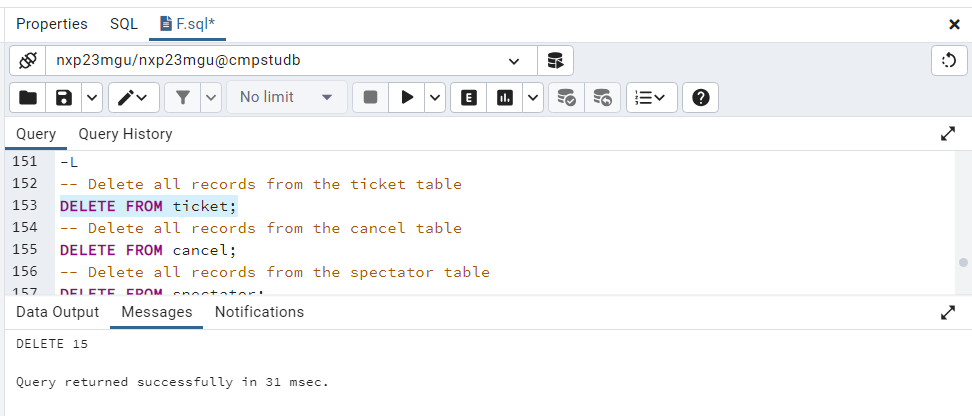 Properties SQL F.sql*
nxp23mgu/nxp23mgu@cmpstudb
No limit E
Query Query History
151 -L
152 -- Delete all records from the ticket table
153 DELETE FROM ticket;
154 -- Delete all records from the cancel table
155 DELETE FROM cancel;
156 -- Delete all records from the spectator table
157 DELETE FROM spectator;
Data Output Messages Notifications
DELETE 15
Query returned successfully in 31 msec.